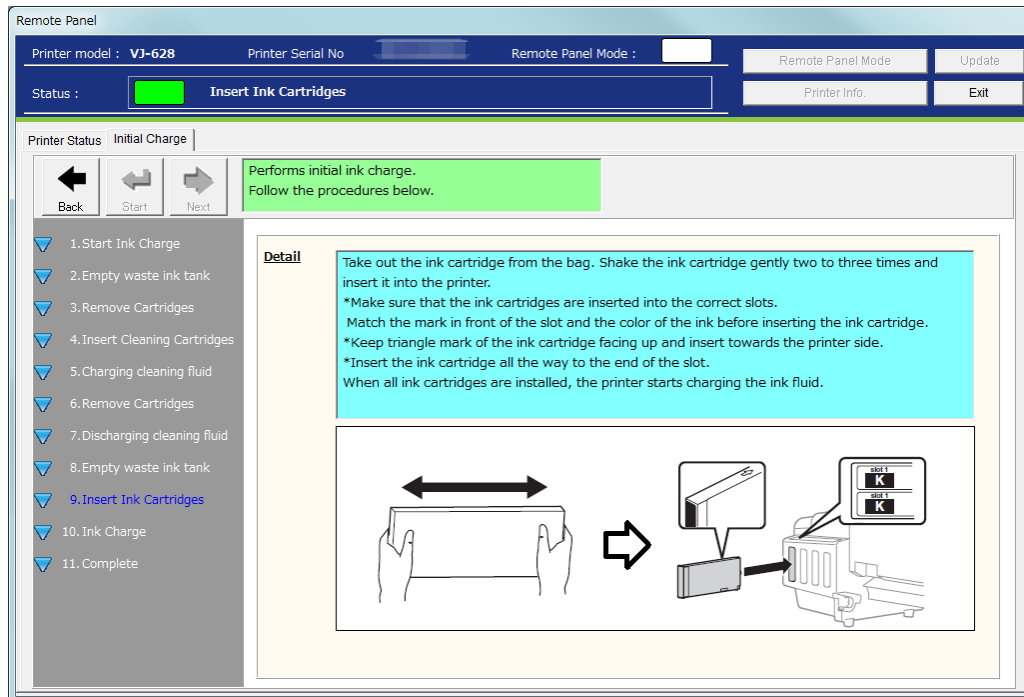 Remote Panel
Printer model : VJ-628 Printer Serial No Remote Panel Mode :
Remote Panel Mode Update
Status : Insert Ink Cartridges
Printer Info. Exit
Printer Status Initial Charge
Back Start Next
Performs initial ink charge.
Follow the procedures below.
1.Start Ink Charge
2.Empty waste ink tank
3.Remove Cartridges
4.Insert Cleaning Cartridges
5.Charging cleaning fluid
6.Remove Cartridges
7.Discharging cleaning fluid
8.Empty waste ink tank
9.Insert Ink Cartridges
10.Ink Charge
11.Complete
Detail
Take out the ink cartridge from the bag. Shake the ink cartridge gently two to three times and
insert it into the printer.
*Make sure that the ink cartridges are inserted into the correct slots.
Match the mark in front of the slot and the color of the ink before inserting the ink cartridge.
*Keep triangle mark of the ink cartridge facing up and insert towards the printer side.
*Insert the ink cartridge all the way to the end of the slot.
When all ink cartridges are installed, the printer starts charging the ink fluid.
slot 1
K
slot 1
K